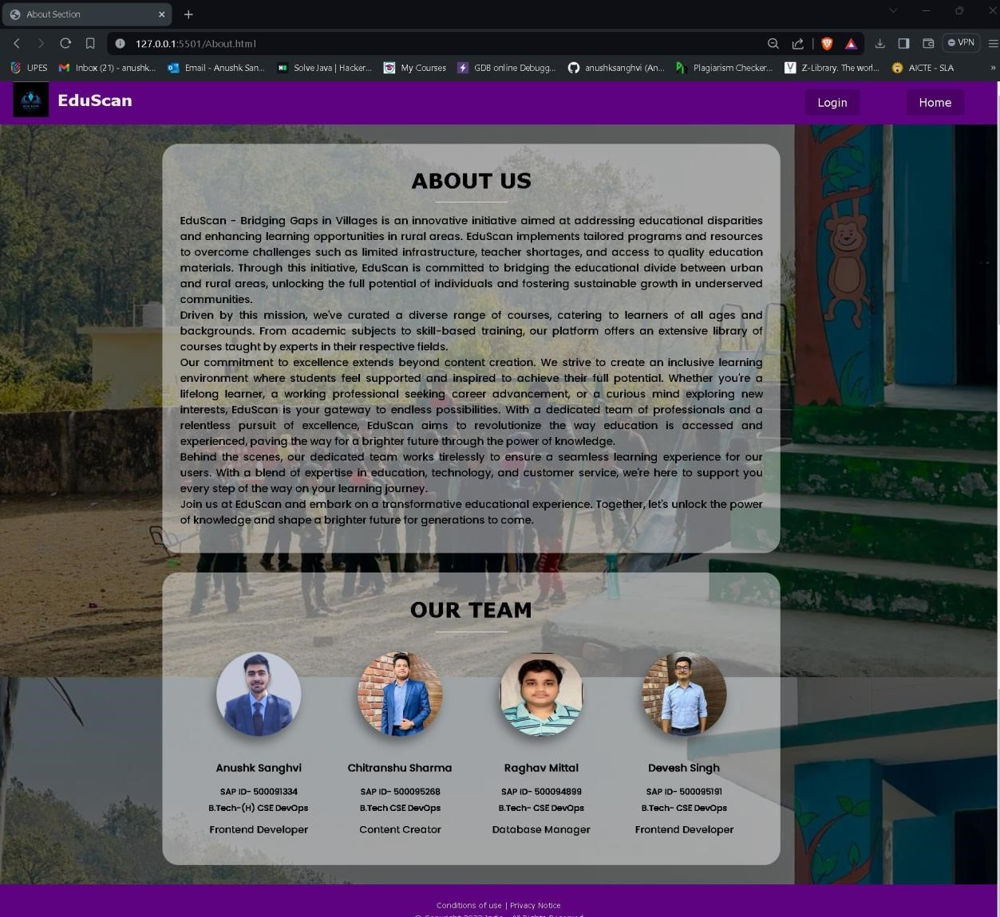 About Section
127.0.0.1:5501/About.html
VPN
UPES
Inbox (21) - anushk...
Email - Anushk San...
Solve Java | Hacker...
My Courses
GDB online Debugg...
anushksanghvi (An...
Plagiarism Checker...
Z-Library. The worl...
AICTE - SLA
»
EduScan
Login
Home
ABOUT US
EduScan - Bridging Gaps in Villages is an innovative initiative aimed at addressing educational disparities
and enhancing learning opportunities in rural areas. EduScan implements tailored programs and resources
to overcome challenges such as limited infrastructure, teacher shortages, and access to quality education
materials. Through this initiative, EduScan is committed to bridging the educational divide between urban
and rural areas, unlocking the full potential of individuals and fostering sustainable growth in underserved
communities.
Driven by this mission, we've curated a diverse range of courses, catering to learners of all ages and
backgrounds. From academic subjects to skill-based training, our platform offers an extensive library of
courses taught by experts in their respective fields.
Our commitment to excellence extends beyond content creation. We strive to create an inclusive learning
environment where students feel supported and inspired to achieve their full potential. Whether you're a
lifelong learner, a working professional seeking career advancement, or a curious mind exploring new
interests, EduScan is your gateway to endless possibilities. With a dedicated team of professionals and a
relentless pursuit of excellence, EduScan aims to revolutionize the way education is accessed and
experienced, paving the way for a brighter future through the power of knowledge.
Behind the scenes, our dedicated team works tirelessly to ensure a seamless learning experience for our
users. With a blend of expertise in education, technology, and customer service, we're here to support you
every step of the way on your learning journey.
Join us at EduScan and embark on a transformative educational experience. Together, let's unlock the power
of knowledge and shape a brighter future for generations to come.
OUR TEAM
Anushk Sanghvi
SAP ID- 500091334
B.Tech-(H) CSE DevOps
Frontend Developer
Chitranshu Sharma
SAP ID- 500095268
B.Tech CSE DevOps
Content Creator
Raghav Mittal
SAP ID- 500094899
B.Tech- CSE DevOps
Database Manager
Devesh Singh
SAP ID- 500095191
B.Tech- CSE DevOps
Frontend Developer
Conditions of use | Privacy Notice